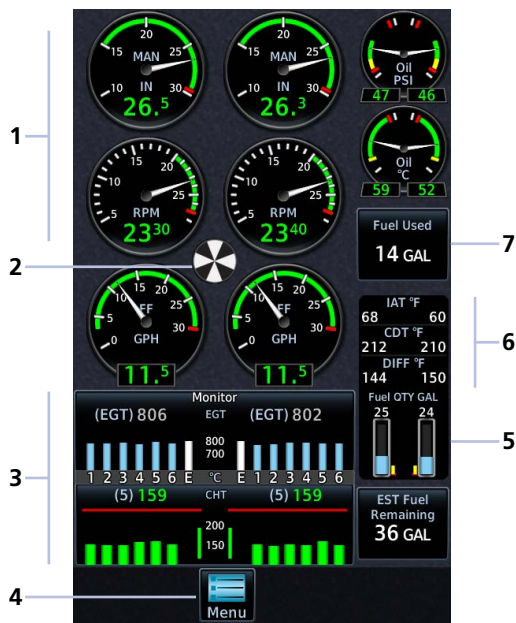 1
20 20
15 25 15 25
MAN MAN
10 IN 30 10 IN 30
26.5 26.3
Oil
PSI
47 46
Oil
°C
59 52
15 20 15 20
10 25 10 25
5 RPM 5 RPM
2330 2340
Fuel Used
14 GAL
7
2
10 15 20 10 15 20
5 FF 25 5 FF 25
0 GPH 30 0 GPH 30
11.5 11.5
IAT °F
68 60
CDT °F
212 210
DIFF °F
144 150
6
Fuel QTY GAL
25 24
5
3
Monitor
(EGT) 806 EGT (EGT) 802
800
700
1 2 3 4 5 6 E °C E 1 2 3 4 5 6
(5) 159 CHT (5) 159
200
150
EST Fuel
Remaining
36 GAL
4
Menu